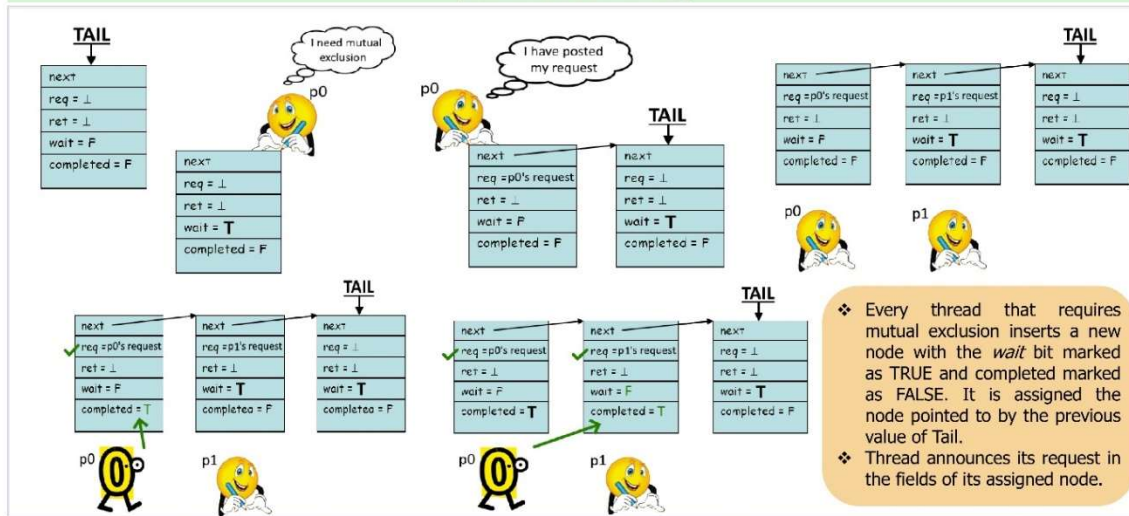 TAIL
next
req = ⊥
ret = ⊥
wait = F
completed = F
I need mutual
exclusion
p0
next
req = ⊥
ret = ⊥
wait = T
completed = F
I have posted
my request
p0
next
req =p0's request
ret = ⊥
wait = F
completed = F
TAIL
next
req = ⊥
ret = ⊥
wait = T
completed = F
next
req =p0's request
ret = ⊥
wait = F
completed = F
next
req =p1's request
ret = ⊥
wait = T
completed = F
TAIL
next
req = ⊥
ret = ⊥
wait = T
completed = F
p0
p1
next
req =p0's request
ret = ⊥
wait = F
completed = T
next
req =p1's request
ret = ⊥
wait = T
completed = F
TAIL
next
req = ⊥
ret = ⊥
wait = T
completed = F
p0
p1
next
req =p0's request
ret = ⊥
wait = F
completed = T
next
req =p1's request
ret = ⊥
wait = F
completed = T
TAIL
next
req = ⊥
ret = ⊥
wait = T
completed = F
p0
p1
❖ Every thread that requires
mutual exclusion inserts a new
node with the wait bit marked
as TRUE and completed marked
as FALSE. It is assigned the
node pointed to by the previous
value of Tail.
❖ Thread announces its request in
the fields of its assigned node.